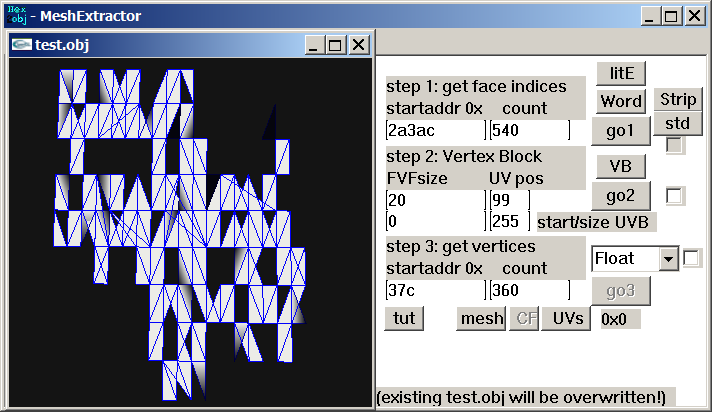 Hex
obj - MeshExtractor
test.obj
litE
step 1: get face indices
startaddr 0x count
Word
Strip
2a3ac 540
go1
std
step 2: Vertex Block
FVFsize UV pos
VB
20 99
go2
0 255 start/size UVB
step 3: get vertices
startaddr 0x count
Float
37c 360
go3
tut mesh CF UVs 0x0
(existing test.obj will be overwritten!)